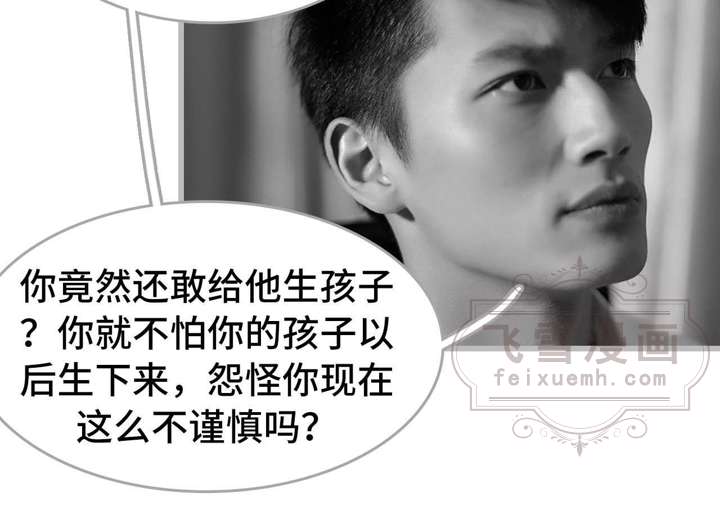 你竟然还敢给他生孩子
？你就不怕你的孩子以
后生下来，怨怪你现在
这么不谨慎吗？
飞雪漫画
feixuemh.com